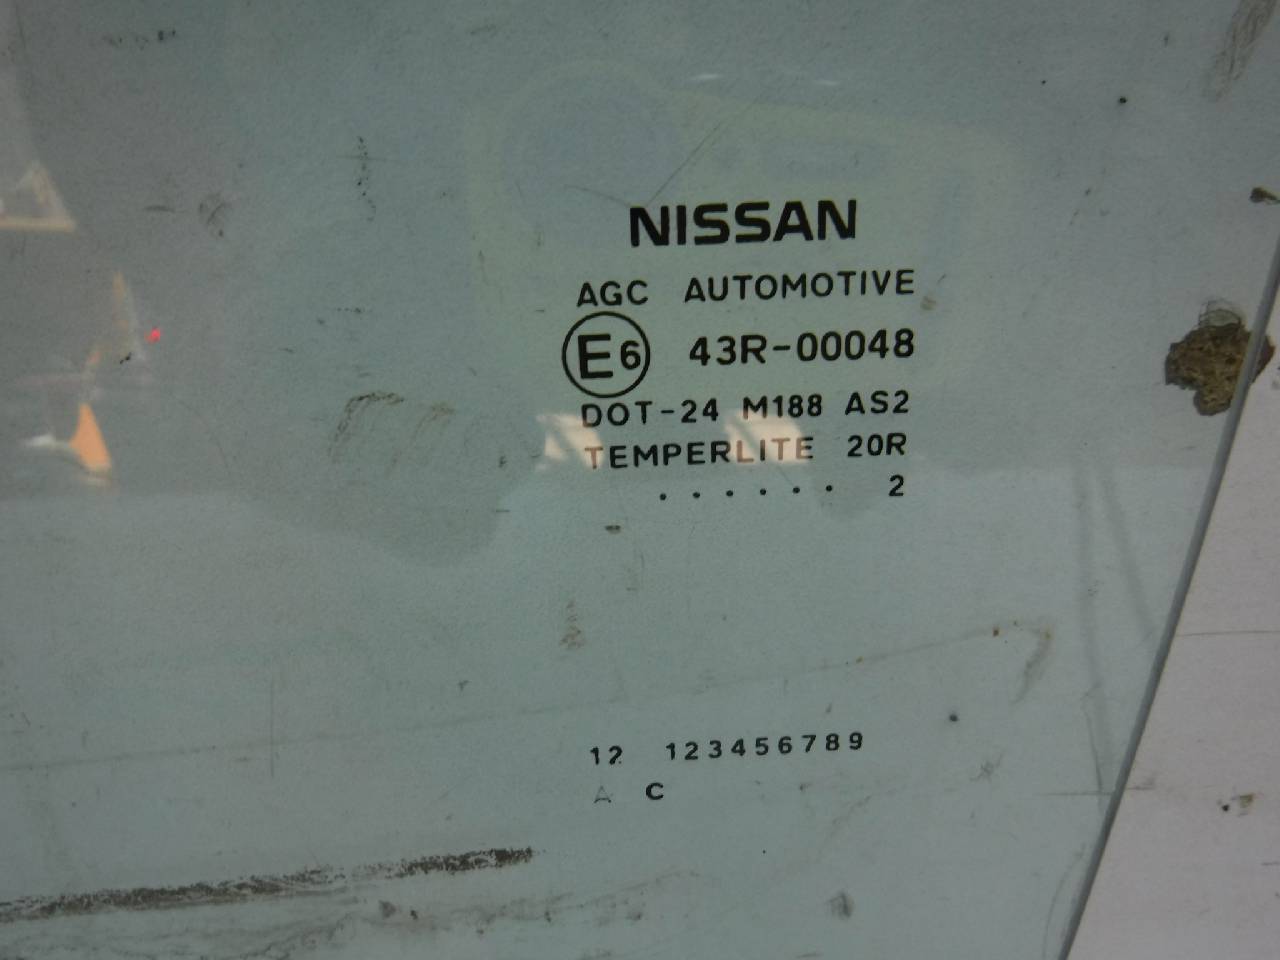 NISSAN
AGC AUTOMOTIVE
E6 43R-00048
DOT-24 M188 AS2
TEMPERLITE 20R
. . . . . . 2
12 123456789
A C